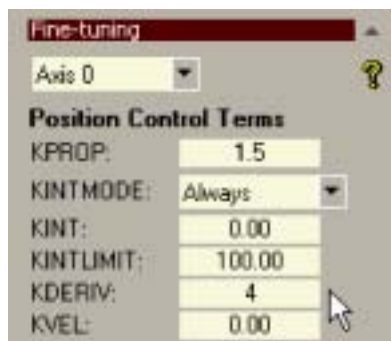 Fine-tuning
Axis 0
?
Position Control Terms
KPROP: 1.5
KINTMODE: Always
KINT: 0.00
KINTLIMIT: 100.00
KDERIV: 4
KVEL: 0.00